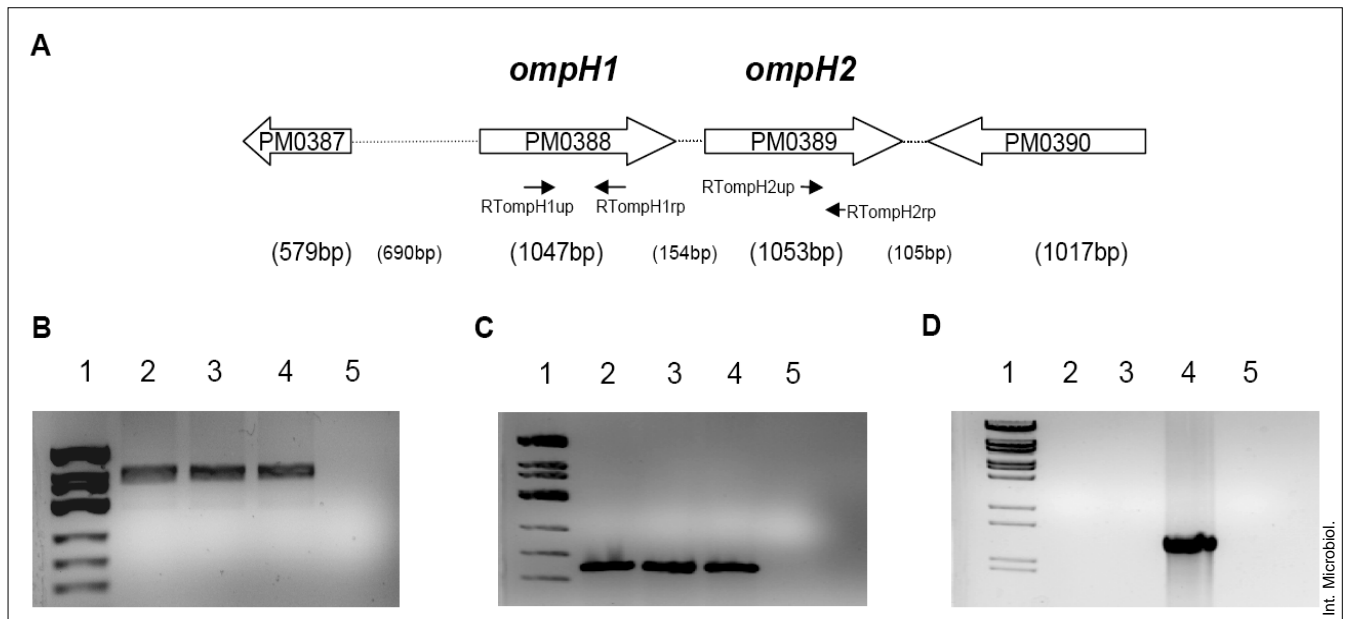 A
ompH1 ompH2
PM0387 PM0388 PM0389 PM0390
RTompH1up RTompH1rp RTompH2up RTompH2rp
(579bp) (690bp) (1047bp) (154bp) (1053bp) (105bp) (1017bp)
B
1 2 3 4 5
C
1 2 3 4 5
D
1 2 3 4 5
Int. Microbiol.